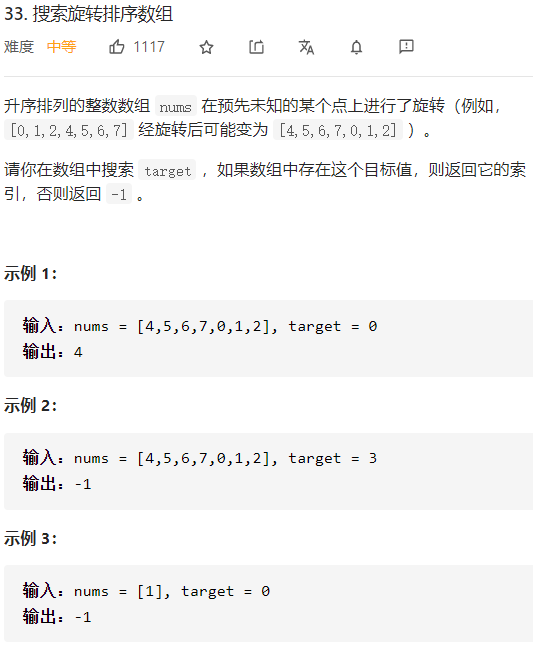 33. 搜索旋转排序数组
难度 中等 1117
升序排列的整数数组 nums 在预先未知的某个点上进行了旋转（例如，
[0,1,2,4,5,6,7] 经旋转后可能变为 [4,5,6,7,0,1,2] ）。
请你在数组中搜索 target ，如果数组中存在这个目标值，则返回它的索
引，否则返回 -1 。
示例 1：
输入：nums = [4,5,6,7,0,1,2], target = 0
输出：4
示例 2：
输入：nums = [4,5,6,7,0,1,2], target = 3
输出：-1
示例 3：
输入：nums = [1], target = 0
输出：-1